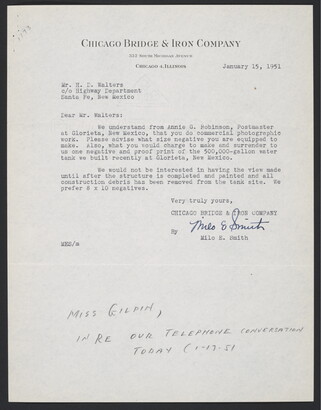 CHICAGO BRIDGE & IRON COMPANY
CHICAGO 4, ILLINOIS
January 15, 1951
Mr. H. D. Walters
c/o Highway Department
Santa Fe, New Mexico
Dear Mr. Walters:
We understand from Annie G. Robinson, Postmaster
at Glorieta, New Mexico, that you do commercial photographic
work. Please advise what size negative you are equipped to
make. Also, what you would charge to make and surrender to
us one negative and proof print of the 500,000-gallon water
tank we built recently at Glorieta, New Mexico.
We would not be interested in having the view made
until after the structure is completed and painted and all
construction debris has been removed from the tank site. We
prefer 8 x 10 negatives.
Very truly yours,
CHICAGO BRIDGE & IRON COMPANY
By Milo E Smith
Milo E. Smith
MES/a
MISS GILPIN,
IN RE OUR TELEPHONE CONVERSATION
TODAY (1-17-51